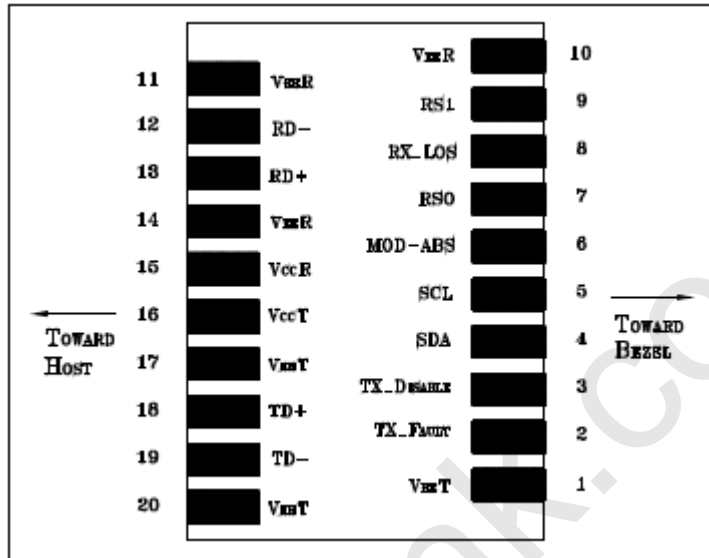 VEER 10
11 VEER
RS1 9
12 RD-
RX_LOS 8
13 RD+
RS0 7
14 VEER
MOD-ABS 6
15 VccR
SCL 5
16 VccT
TOWARD HOST
TOWARD BEZEL
SDA 4
17 VEET
TX_DISABLE 3
18 TD+
TX_FAULT 2
19 TD-
VEET 1
20 VEET
nk.co